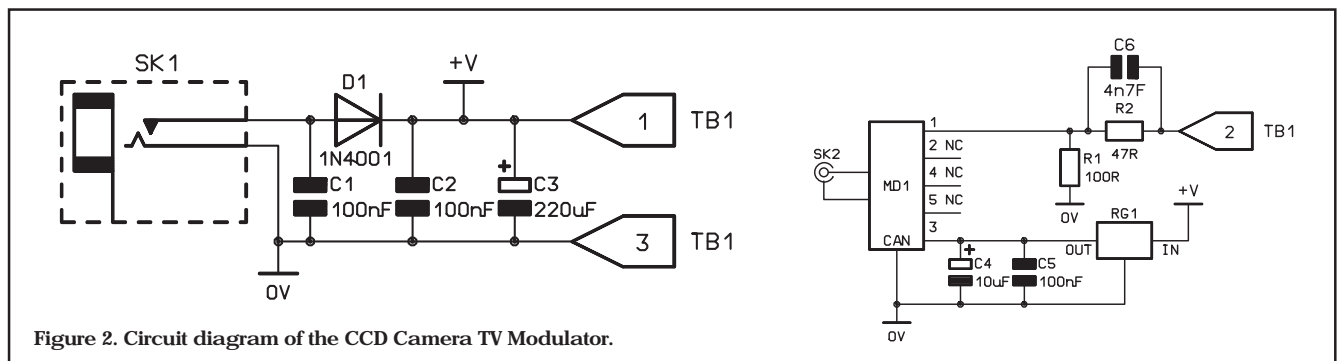 SK1
D1
1N4001
+V
C1
100nF
C2
100nF
+
C3
220uF
1
TB1
3
TB1
0V
C6
4n7F
R2
47R
2
TB1
R1
100R
0V
SK2
MD1
CAN
1
2 NC
4 NC
5 NC
3
+
C4
10uF
C5
100nF
RG1
OUT
IN
+V
0V
Figure 2. Circuit diagram of the CCD Camera TV Modulator.